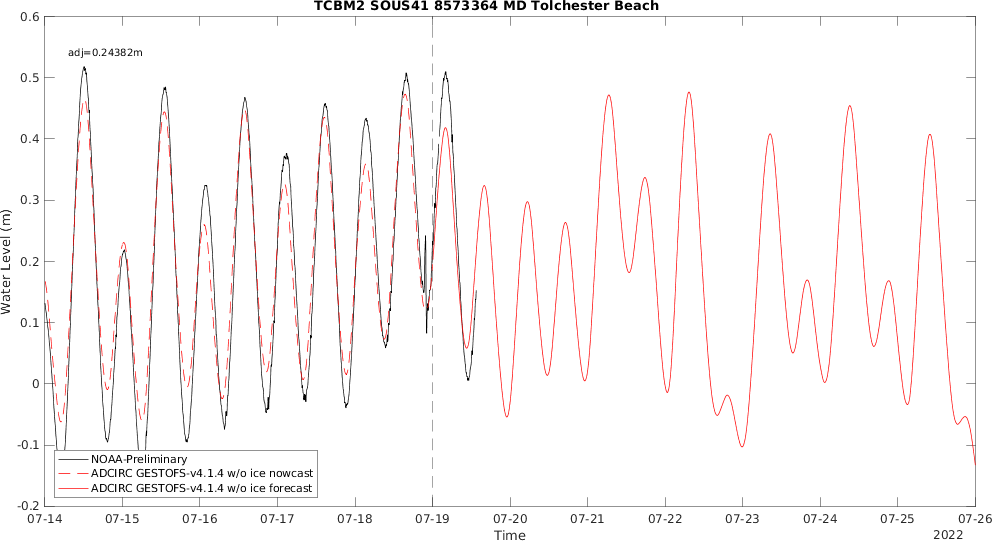 TCBM2 SOUS41 8573364 MD Tolchester Beach
adj=0.24382m
0.6
0.5
0.4
0.3
0.2
0.1
0
-0.1
-0.2
Water Level (m)
NOAA-Preliminary
ADCIRC GESTOFS-v4.1.4 w/o ice nowcast
ADCIRC GESTOFS-v4.1.4 w/o ice forecast
07-14 07-15 07-16 07-17 07-18 07-19 07-20 07-21 07-22 07-23 07-24 07-25 07-26
Time
2022